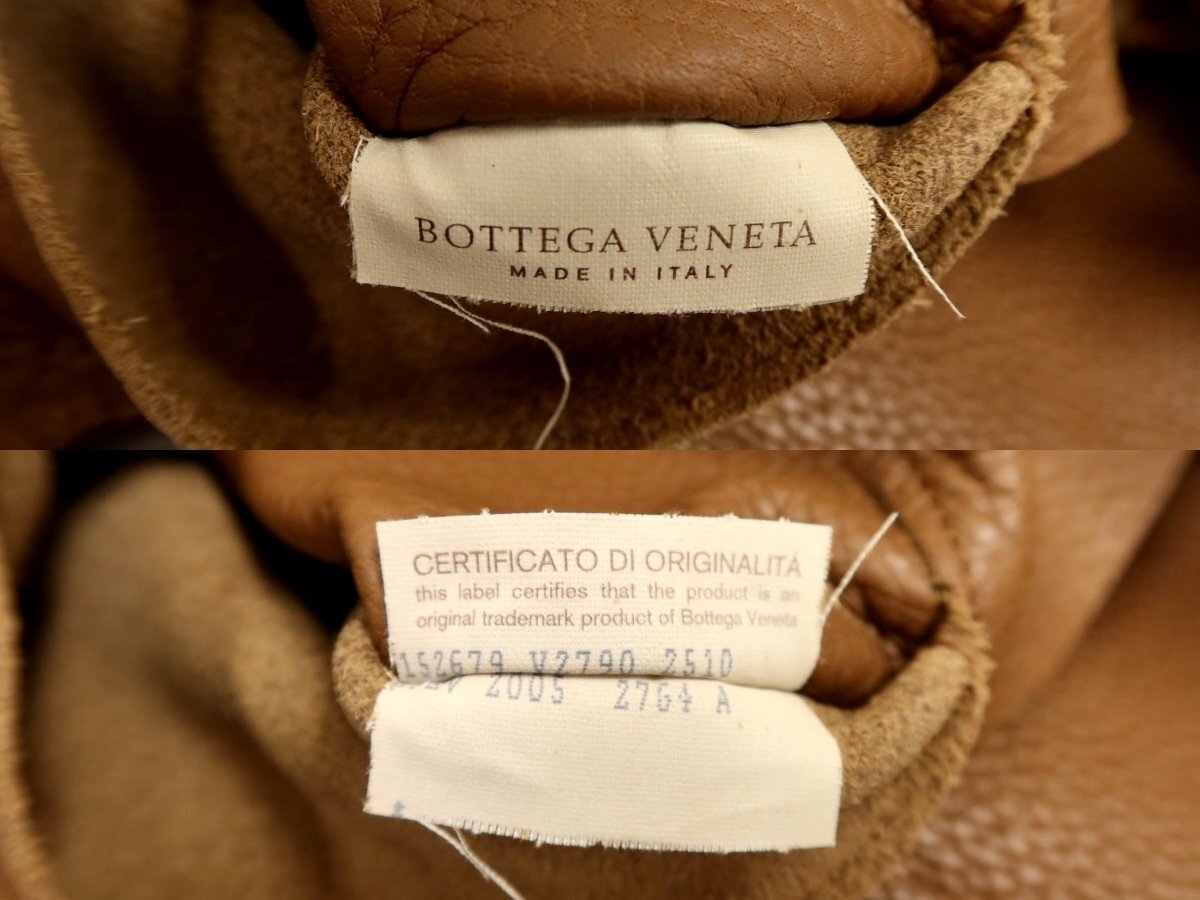 BOTTEGA VENETA
MADE IN ITALY
CERTIFICATO DI ORIGINALITÁ
this label certifies that the product is an
original trademark product of Bottega Veneta
152679 V2790 2510
2005 2764 A